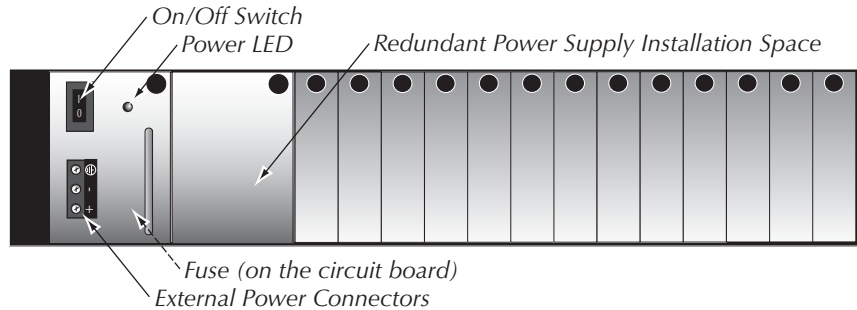 On/Off Switch
Power LED
Redundant Power Supply Installation Space
I
0
-
+
Fuse (on the circuit board)
External Power Connectors